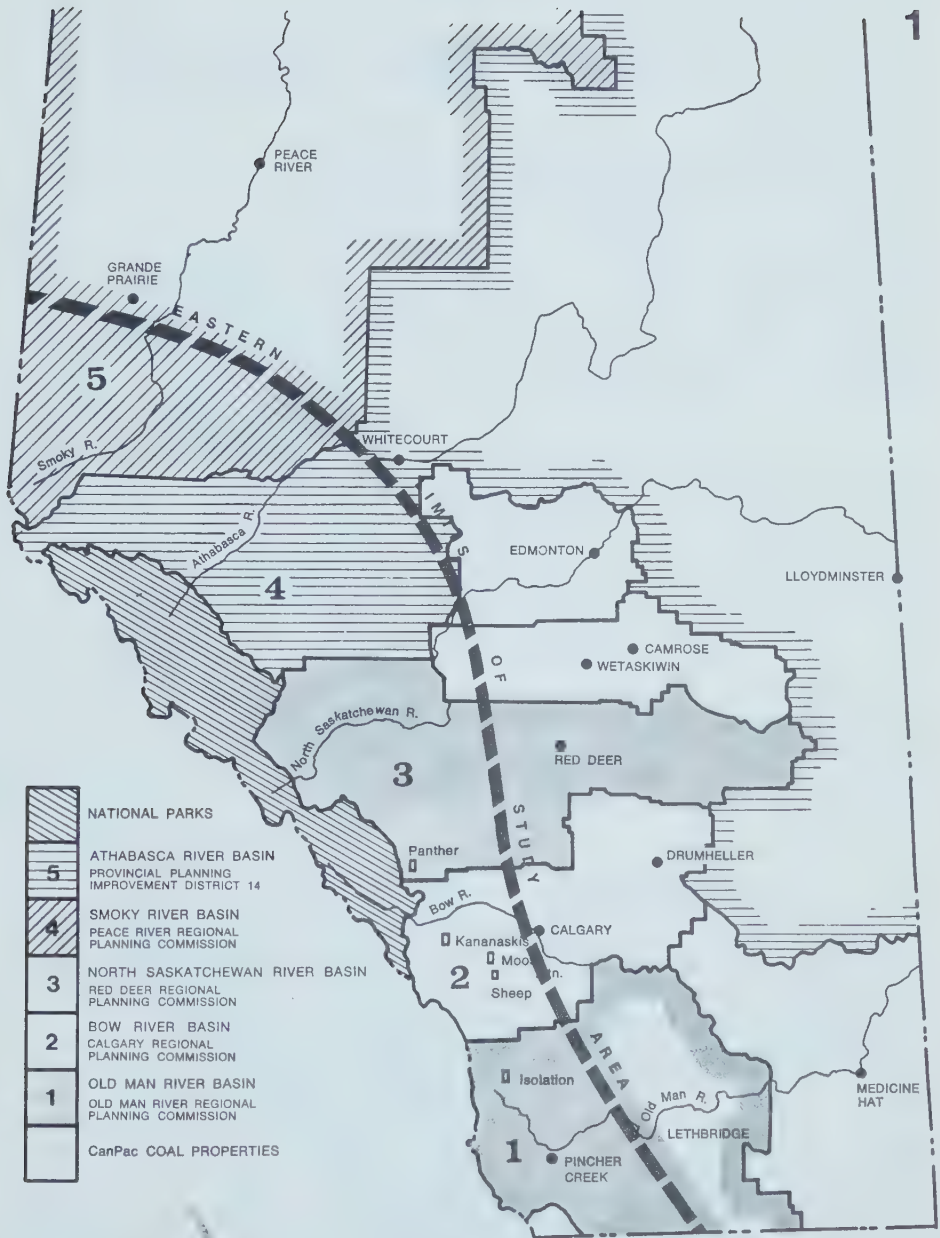 1
PEACE
RIVER
GRANDE
PRAIRIE
EASTERN
5
WHITECOURT
Smoky R.
Athabasca R.
LIMITS
EDMONTON
LLOYDMINSTER
4
CAMROSE
WETASKIWIN
OF
North Saskatchewan R.
RED DEER
3
STUDY
NATIONAL PARKS
Panther
DRUMHELLER
5
ATHABASCA RIVER BASIN
PROVINCIAL PLANNING
IMPROVEMENT DISTRICT 14
Bow R.
CALGARY
4
SMOKY RIVER BASIN
PEACE RIVER REGIONAL
PLANNING COMMISSION
Kananaskis
Moose Mtn.
2
Sheep
3
NORTH SASKATCHEWAN RIVER BASIN
RED DEER REGIONAL
PLANNING COMMISSION
2
BOW RIVER BASIN
CALGARY REGIONAL
PLANNING COMMISSION
AREA
Isolation
MEDICINE
HAT
1
OLD MAN RIVER BASIN
OLD MAN RIVER REGIONAL
PLANNING COMMISSION
Old Man R.
LETHBRIDGE
1
PINCHER
CREEK
CanPac COAL PROPERTIES